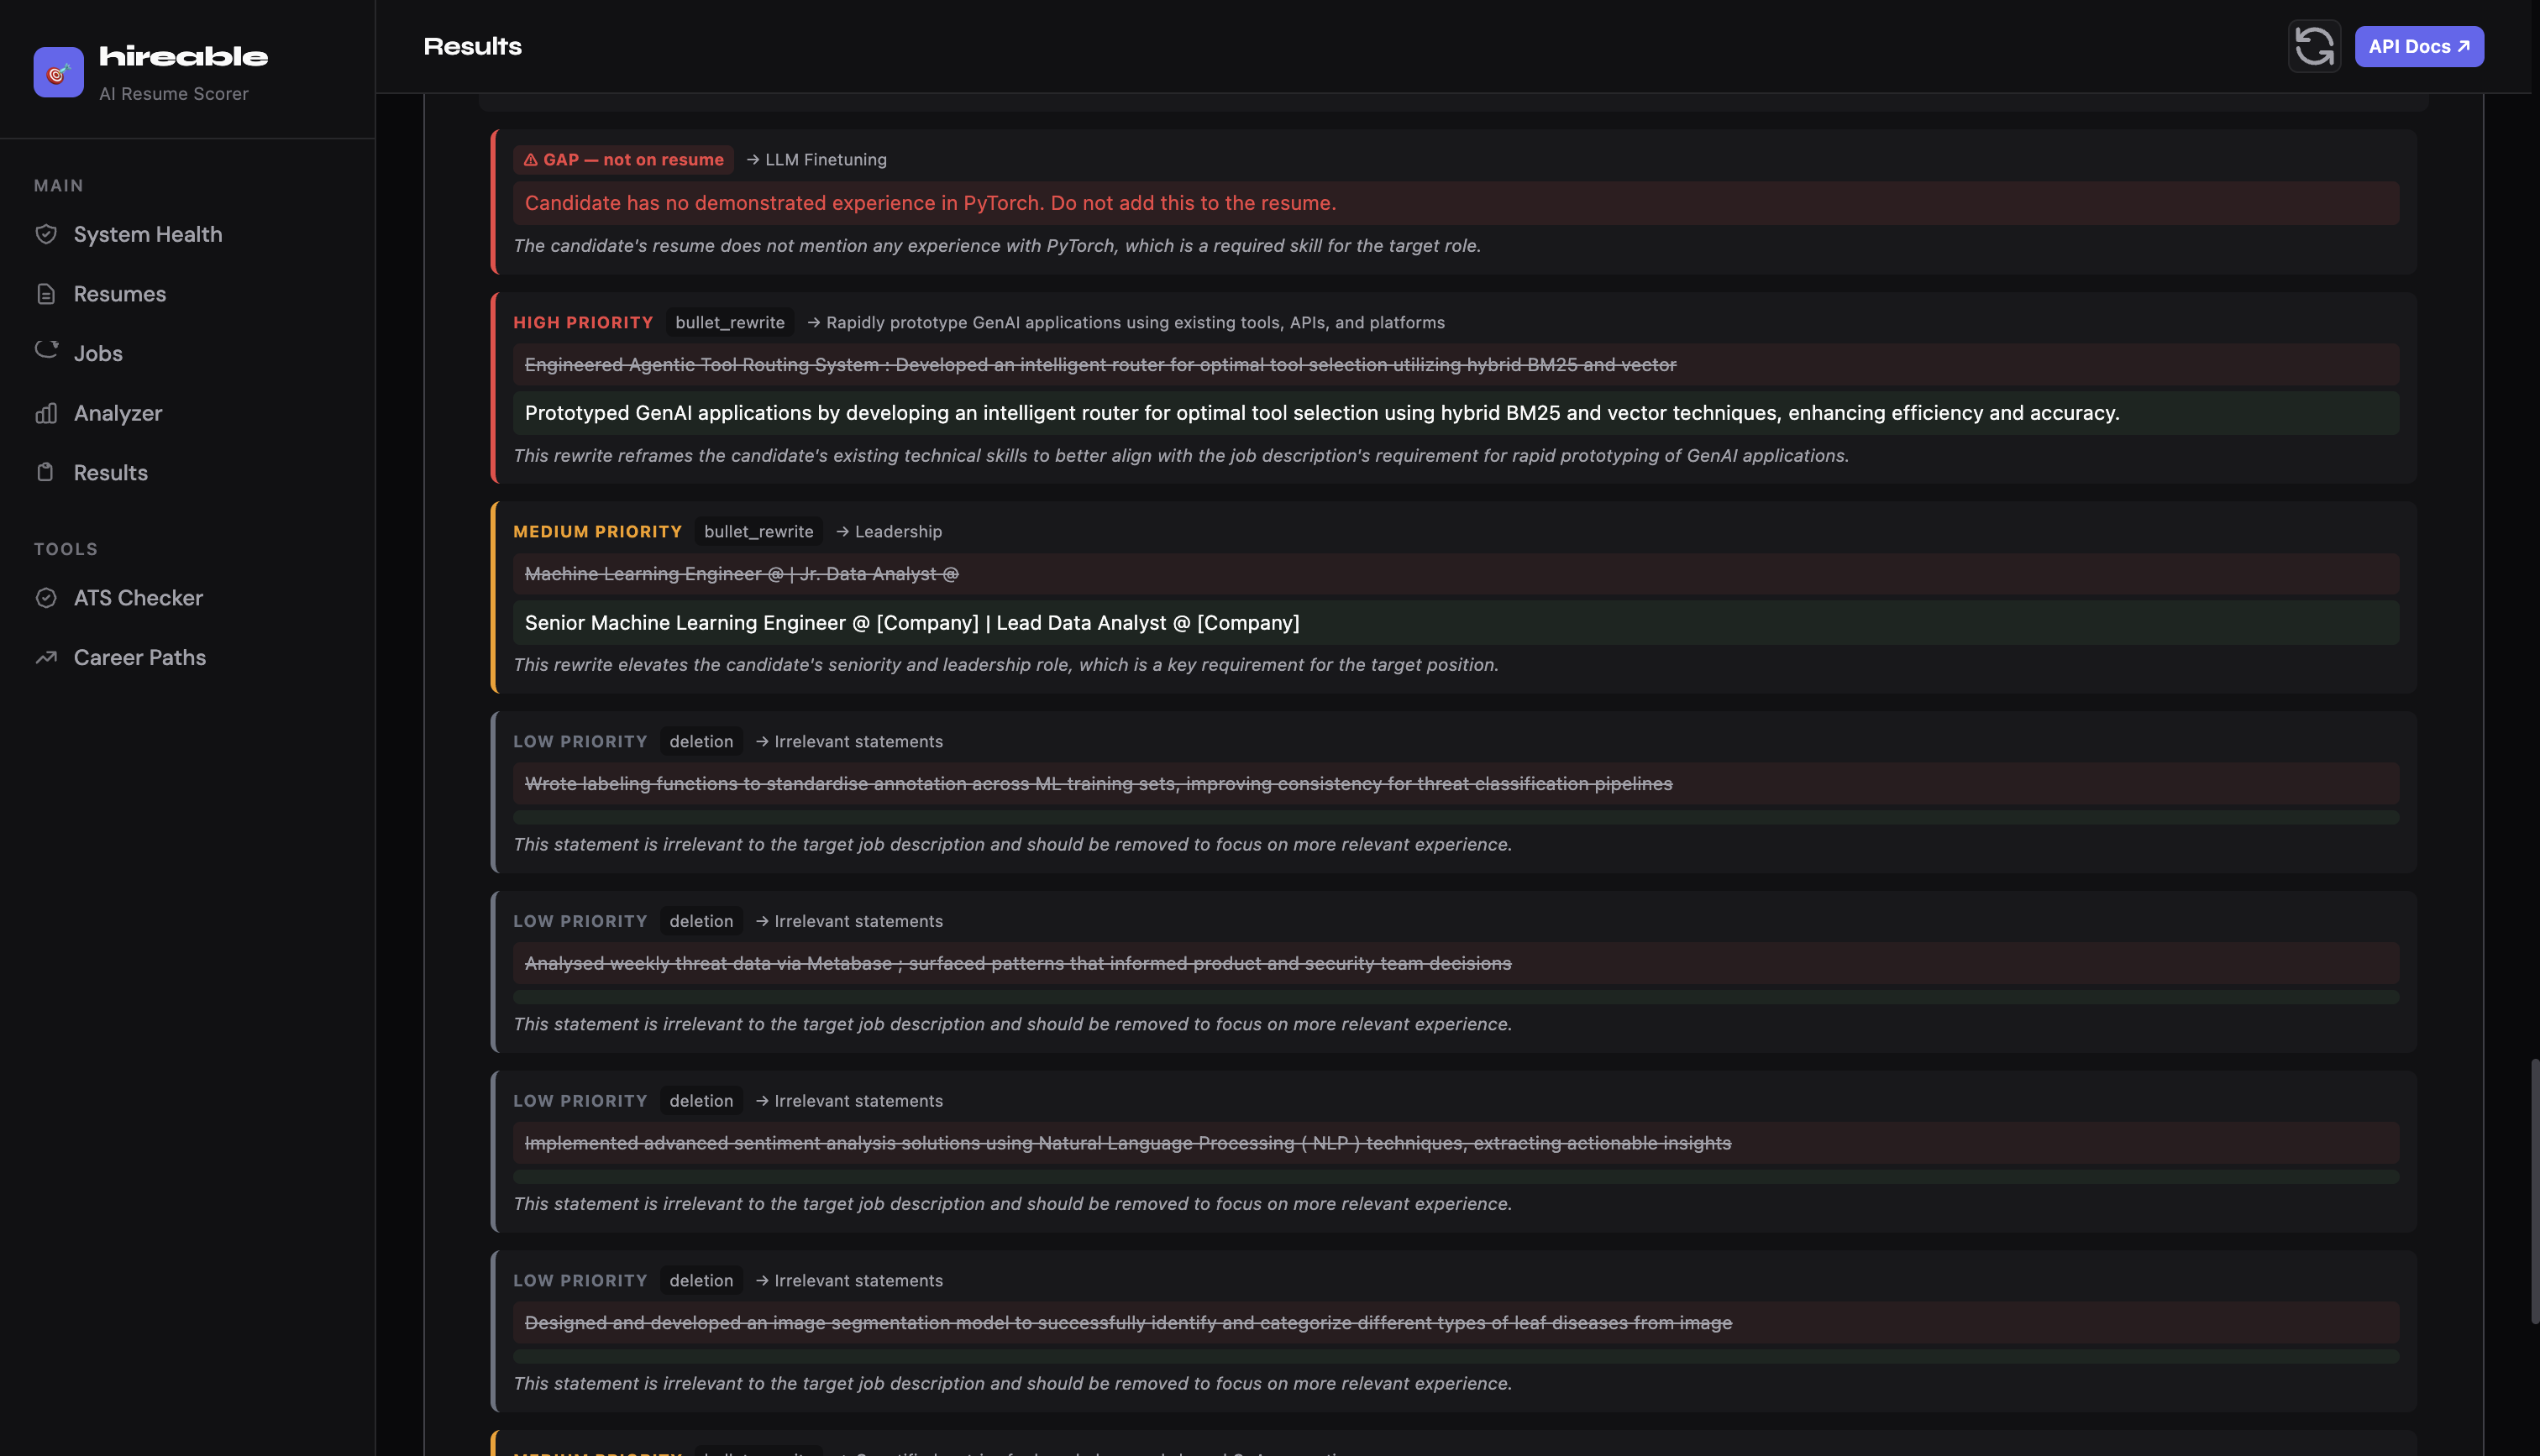 hireable
AI Resume Scorer
MAIN
System Health
Resumes
Jobs
Analyzer
Results
TOOLS
ATS Checker
Career Paths
Results
API Docs ↗
⚠ GAP — not on resume → LLM Finetuning
Candidate has no demonstrated experience in PyTorch. Do not add this to the resume.
The candidate's resume does not mention any experience with PyTorch, which is a required skill for the target role.
HIGH PRIORITY bullet_rewrite → Rapidly prototype GenAI applications using existing tools, APIs, and platforms
Engineered Agentic Tool Routing System : Developed an intelligent router for optimal tool selection utilizing hybrid BM25 and vector
Prototyped GenAI applications by developing an intelligent router for optimal tool selection using hybrid BM25 and vector techniques, enhancing efficiency and accuracy.
This rewrite reframes the candidate's existing technical skills to better align with the job description's requirement for rapid prototyping of GenAI applications.
MEDIUM PRIORITY bullet_rewrite → Leadership
Machine Learning Engineer @ | Jr. Data Analyst @
Senior Machine Learning Engineer @ [Company] | Lead Data Analyst @ [Company]
This rewrite elevates the candidate's seniority and leadership role, which is a key requirement for the target position.
LOW PRIORITY deletion → Irrelevant statements
Wrote labeling functions to standardise annotation across ML training sets, improving consistency for threat classification pipelines
This statement is irrelevant to the target job description and should be removed to focus on more relevant experience.
LOW PRIORITY deletion → Irrelevant statements
Analysed weekly threat data via Metabase ; surfaced patterns that informed product and security team decisions
This statement is irrelevant to the target job description and should be removed to focus on more relevant experience.
LOW PRIORITY deletion → Irrelevant statements
Implemented advanced sentiment analysis solutions using Natural Language Processing ( NLP ) techniques, extracting actionable insights
This statement is irrelevant to the target job description and should be removed to focus on more relevant experience.
LOW PRIORITY deletion → Irrelevant statements
Designed and developed an image segmentation model to successfully identify and categorize different types of leaf diseases from image
This statement is irrelevant to the target job description and should be removed to focus on more relevant experience.
MEDIUM PRIORITY